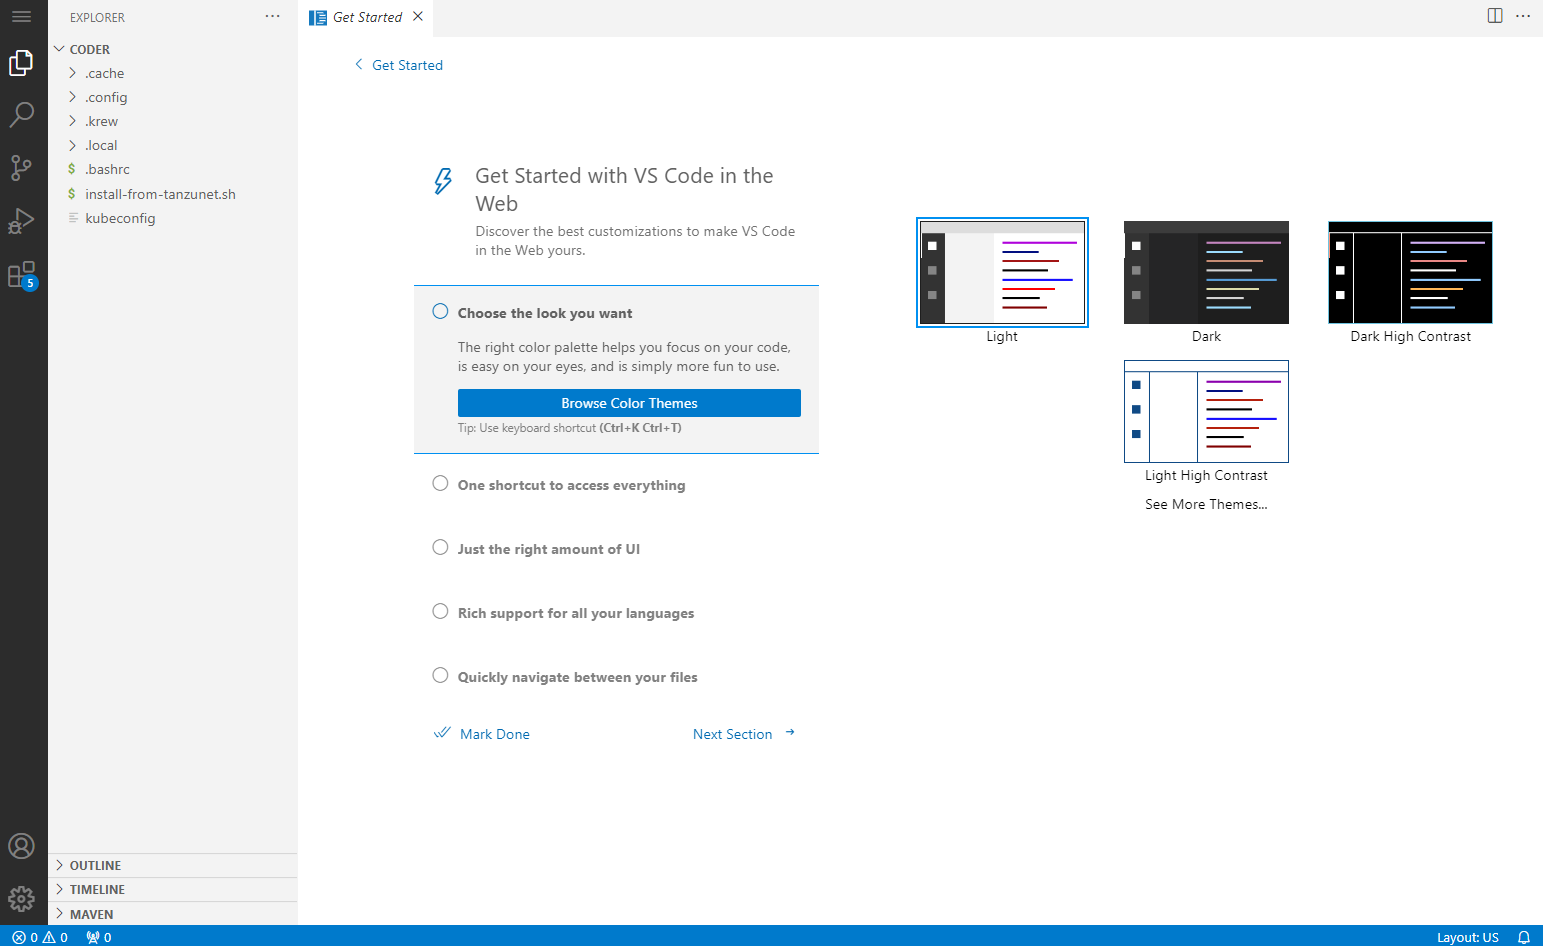 EXPLORER
Get Started
CODER
.cache
.config
.krew
.local
$ .bashrc
$ install-from-tanzunet.sh
kubeconfig
5
OUTLINE
TIMELINE
MAVEN
Get Started
Get Started with VS Code in the
Web
Discover the best customizations to make VS Code
in the Web yours.
Choose the look you want
The right color palette helps you focus on your code,
is easy on your eyes, and is simply more fun to use.
Browse Color Themes
Tip: Use keyboard shortcut (Ctrl+K Ctrl+T)
One shortcut to access everything
Just the right amount of UI
Rich support for all your languages
Quickly navigate between your files
Mark Done
Next Section
Light
Dark
Dark High Contrast
Light High Contrast
See More Themes...
0 0 0
Layout: US